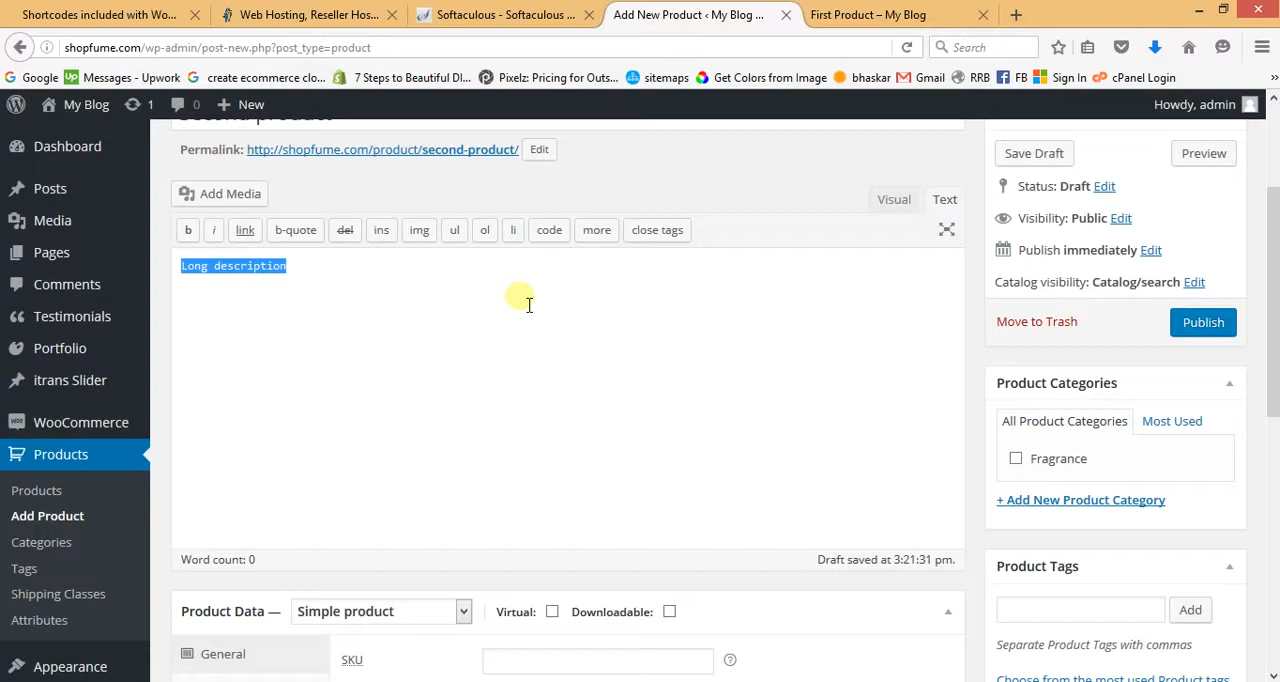 Shortcodes included with Wo...
Web Hosting, Reseller Hos...
Softaculous - Softaculous ...
Add New Product ‹ My Blog ...
First Product – My Blog
shopfume.com/wp-admin/post-new.php?post_type=product
Search
Google
Up Messages - Upwork
create ecommerce clo...
7 Steps to Beautiful DI...
Pixelz: Pricing for Outs...
sitemaps
Get Colors from Image
bhaskar
Gmail
RRB
FB
Sign In
cP cPanel Login
My Blog
1
0
New
Howdy, admin
Dashboard
Posts
Media
Pages
Comments
Testimonials
Portfolio
itrans Slider
WooCommerce
Products
Products
Add Product
Categories
Tags
Shipping Classes
Attributes
Appearance
Second product
Permalink: http://shopfume.com/product/second-product/ Edit
Add Media
Visual Text
b i link b-quote del ins img ul ol li code more close tags
Long description
Word count: 0
Draft saved at 3:21:31 pm.
Product Data — Simple product Virtual: Downloadable:
General
SKU
Save Draft Preview
Status: Draft Edit
Visibility: Public Edit
Publish immediately Edit
Catalog visibility: Catalog/search Edit
Move to Trash Publish
Product Categories
All Product Categories Most Used
Fragrance
+ Add New Product Category
Product Tags
Add
Separate Product Tags with commas
Choose from the most used Product tags